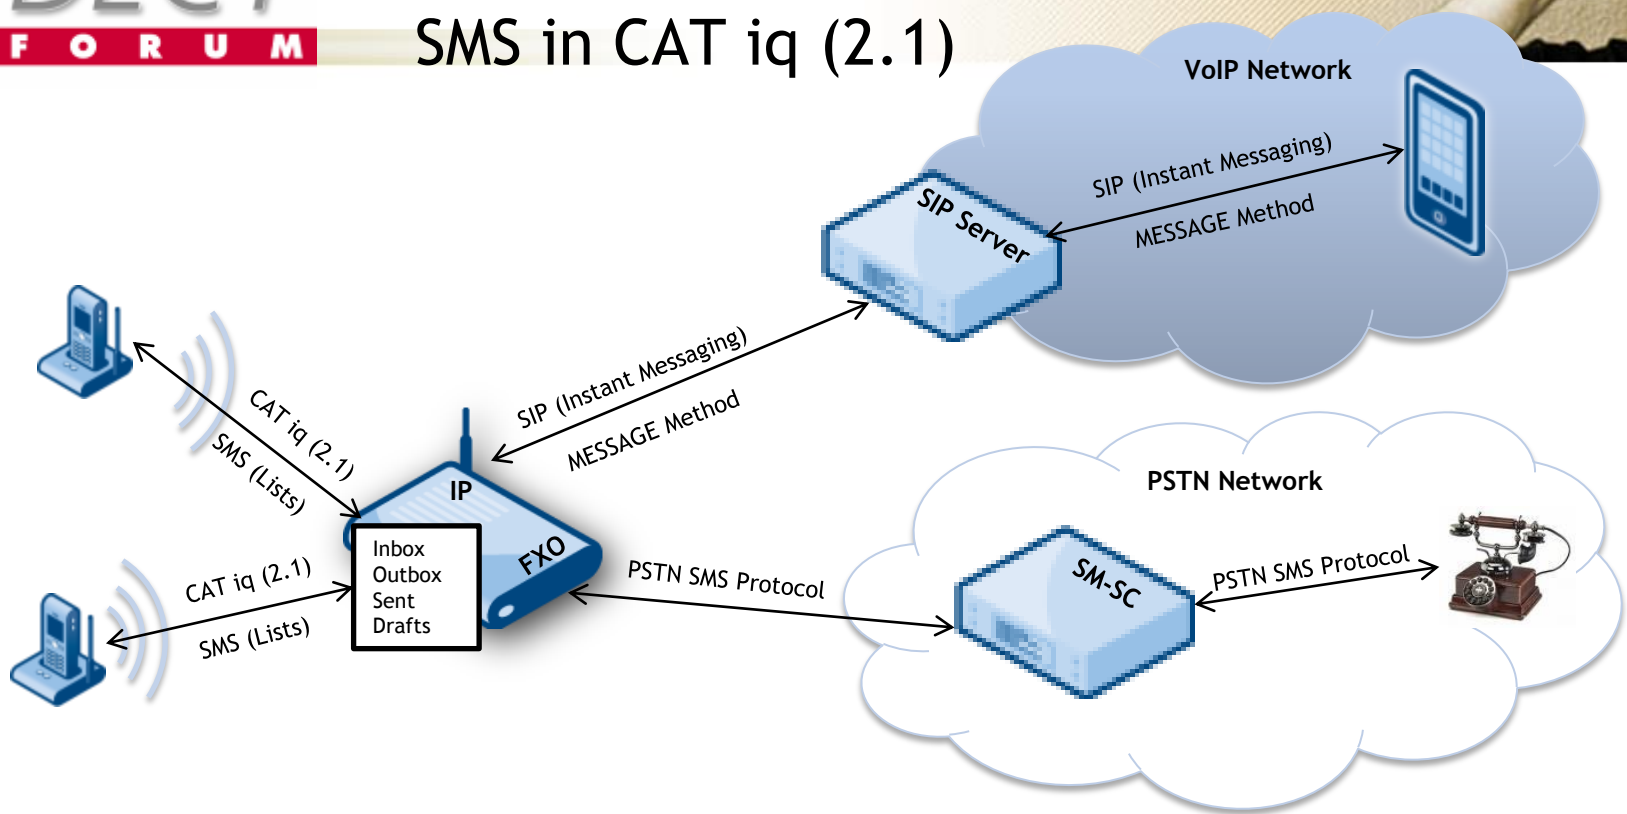 DECT
FORUM
SMS in CAT iq (2.1)
VoIP Network
SIP (Instant Messaging)
MESSAGE Method
SIP Server
SIP (Instant Messaging)
MESSAGE Method
CAT iq (2.1)
SMS (Lists)
IP
FXO
Inbox
Outbox
Sent
Drafts
CAT iq (2.1)
SMS (Lists)
PSTN Network
PSTN SMS Protocol
SM-SC
PSTN SMS Protocol